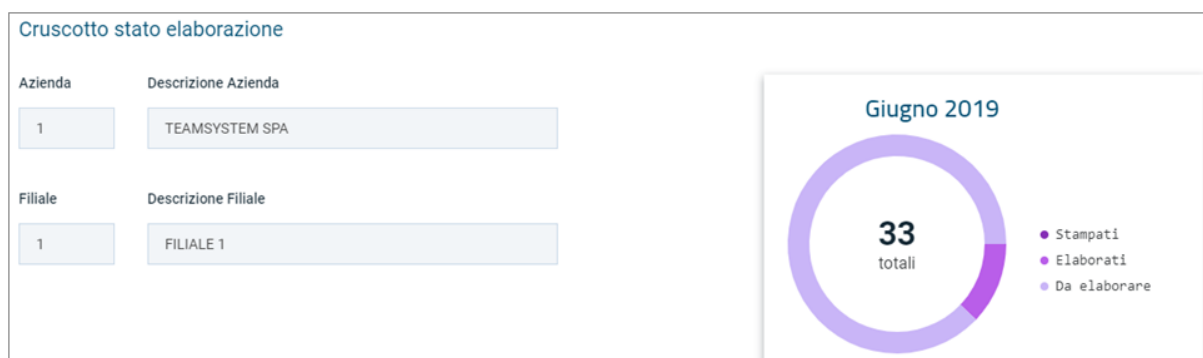 Cruscotto stato elaborazione
Azienda
Descrizione Azienda
1
TEAMSYSTEM SPA
Filiale
Descrizione Filiale
1
FILIALE 1
Giugno 2019
33
totali
Stampati
Elaborati
Da elaborare